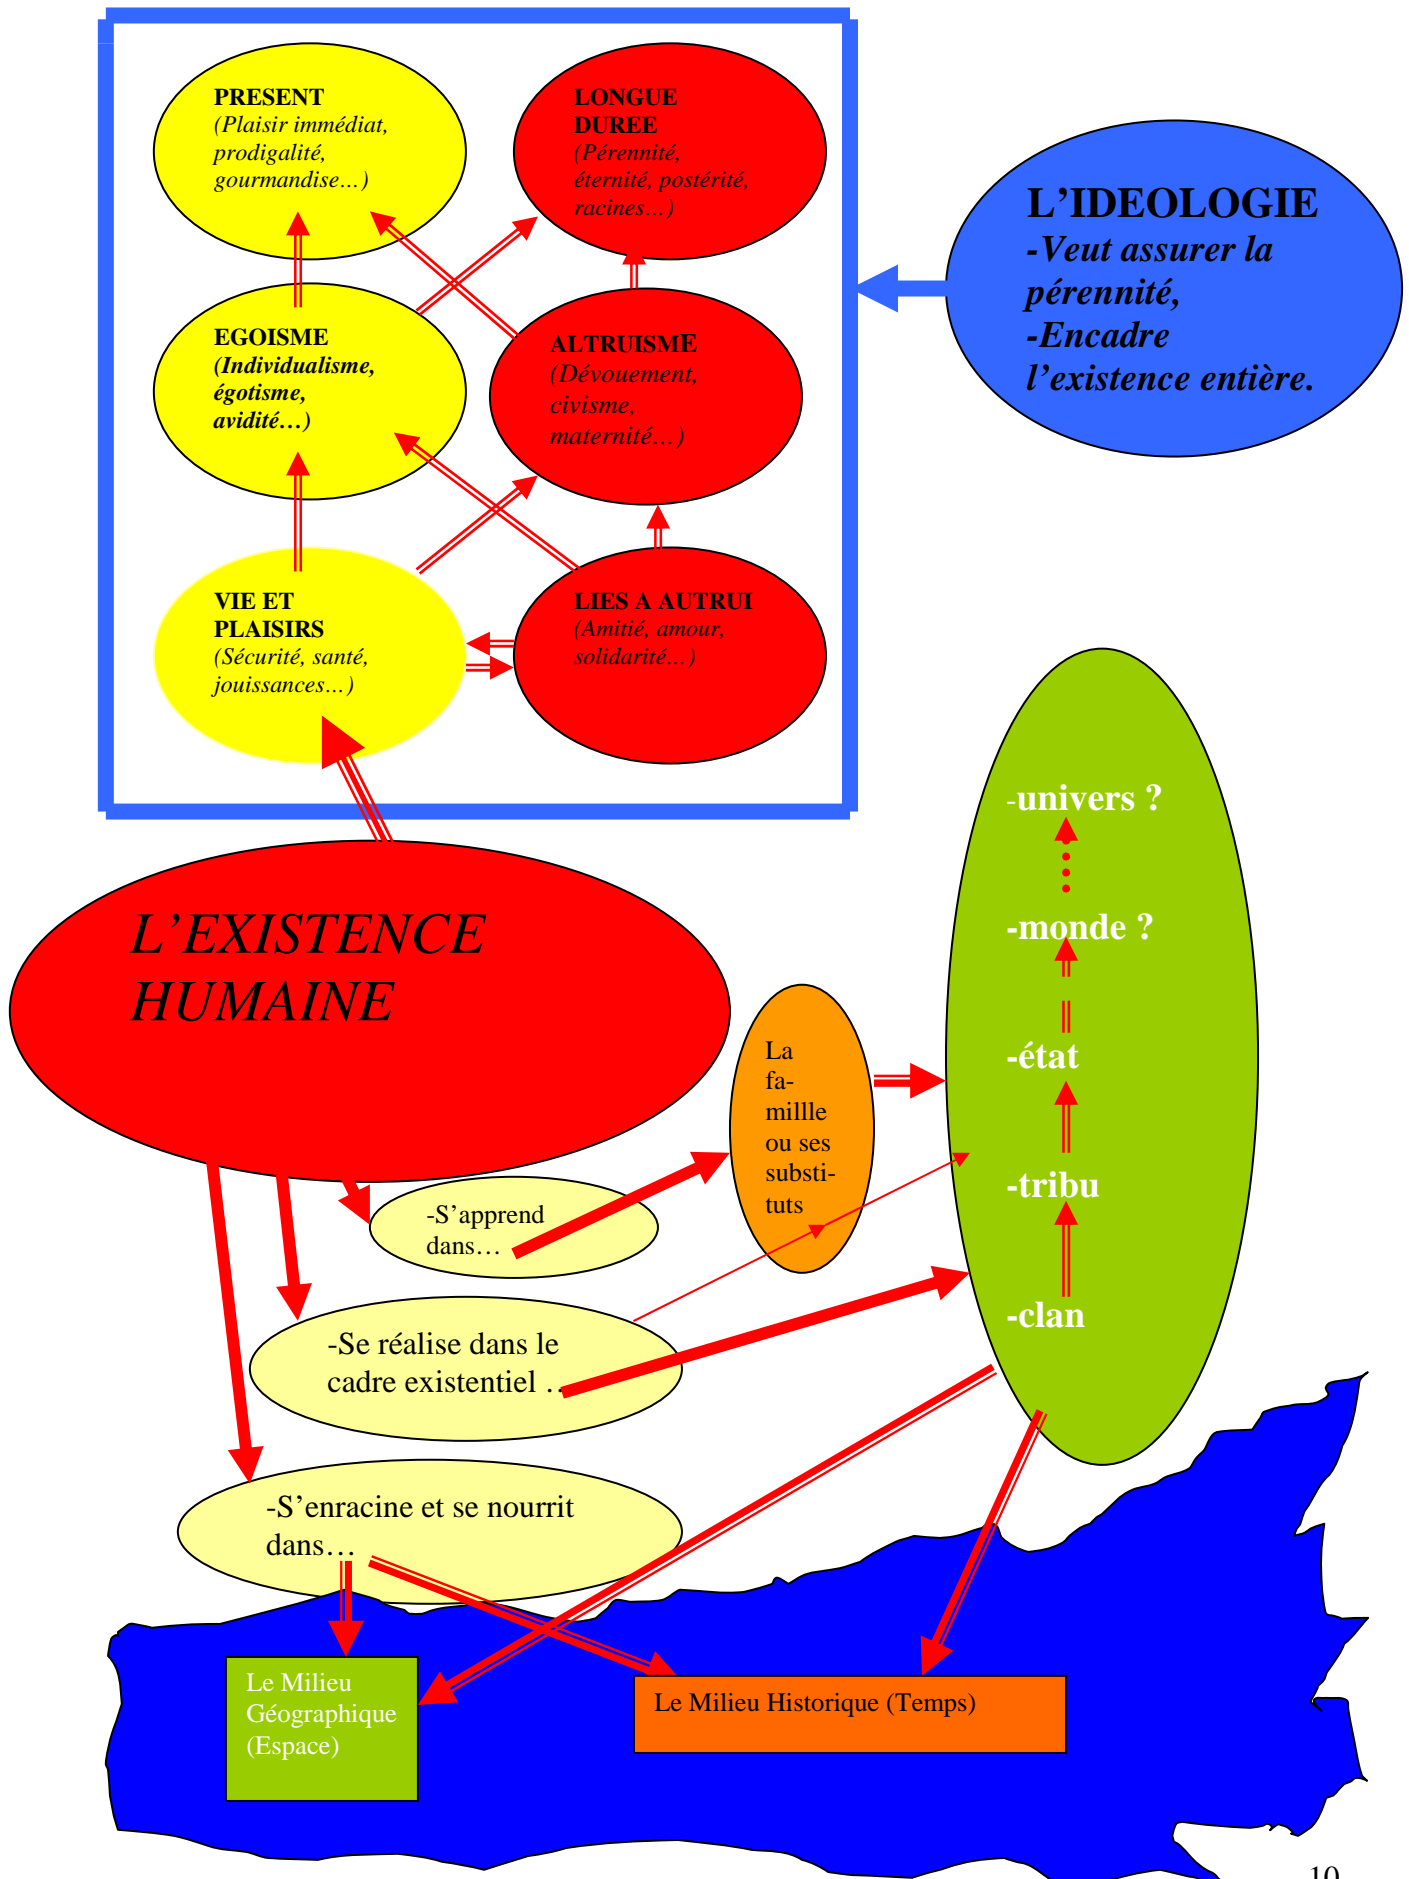 PRESENT
(Plaisir immédiat,
prodigalité,
gourmandise…)
LONGUE
DUREE
(Pérennité,
éternité, postérité,
racines…)
L’IDEOLOGIE
-Veut assurer la
pérennité,
-Encadre
l’existence entière.
EGOISME
(Individualisme,
égotisme,
avidité…)
ALTRUISME
(Dévouement,
civisme,
maternité…)
VIE ET
PLAISIRS
(Sécurité, santé,
jouissances…)
LIES A AUTRUI
(Amitié, amour,
solidarité…)
L’EXISTENCE
HUMAINE
-univers ?
-monde ?
-état
-tribu
-clan
La
fa-
millle
ou ses
substi-
tuts
-S’apprend
dans…
-Se réalise dans le
cadre existentiel …
-S’enracine et se nourrit
dans…
Le Milieu
Géographique
(Espace)
Le Milieu Historique (Temps)
10